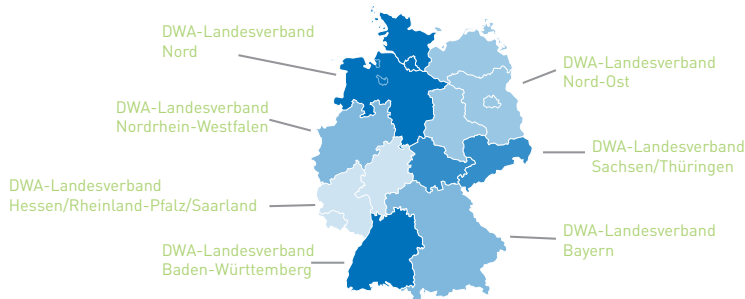 DWA-Landesverband
Nord
DWA-Landesverband
Nord-Ost
DWA-Landesverband
Nordrhein-Westfalen
DWA-Landesverband
Sachsen/Thüringen
DWA-Landesverband
Hessen/Rheinland-Pfalz/Saarland
DWA-Landesverband
Bayern
DWA-Landesverband
Baden-Württemberg